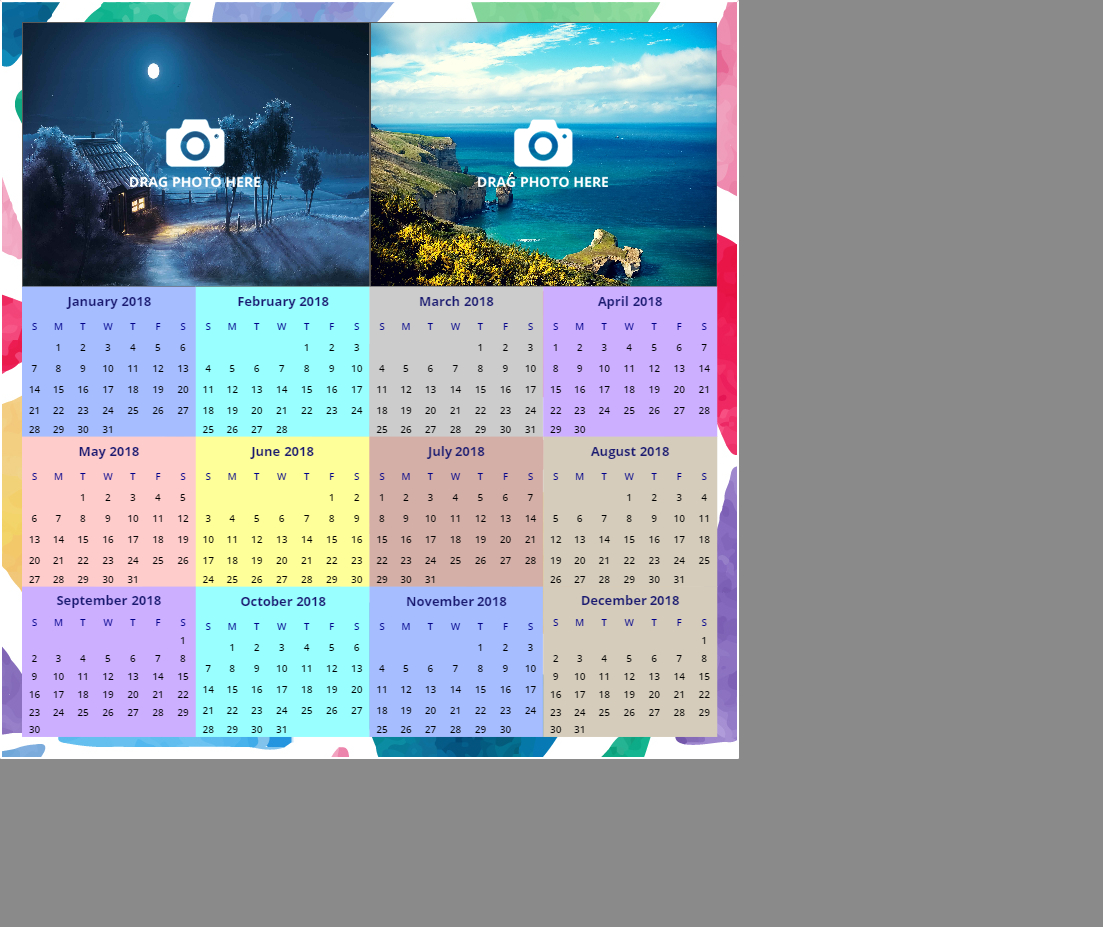 DRAG PHOTO HERE
DRAG PHOTO HERE
January 2018
S M T W T F S
1 2 3 4 5 6
7 8 9 10 11 12 13
14 15 16 17 18 19 20
21 22 23 24 25 26 27
28 29 30 31
February 2018
S M T W T F S
1 2 3
4 5 6 7 8 9 10
11 12 13 14 15 16 17
18 19 20 21 22 23 24
25 26 27 28
March 2018
S M T W T F S
1 2 3
4 5 6 7 8 9 10
11 12 13 14 15 16 17
18 19 20 21 22 23 24
25 26 27 28 29 30 31
April 2018
S M T W T F S
1 2 3 4 5 6 7
8 9 10 11 12 13 14
15 16 17 18 19 20 21
22 23 24 25 26 27 28
29 30
May 2018
S M T W T F S
1 2 3 4 5
6 7 8 9 10 11 12
13 14 15 16 17 18 19
20 21 22 23 24 25 26
27 28 29 30 31
June 2018
S M T W T F S
1 2
3 4 5 6 7 8 9
10 11 12 13 14 15 16
17 18 19 20 21 22 23
24 25 26 27 28 29 30
July 2018
S M T W T F S
1 2 3 4 5 6 7
8 9 10 11 12 13 14
15 16 17 18 19 20 21
22 23 24 25 26 27 28
29 30 31
August 2018
S M T W T F S
1 2 3 4
5 6 7 8 9 10 11
12 13 14 15 16 17 18
19 20 21 22 23 24 25
26 27 28 29 30 31
September 2018
S M T W T F S
1
2 3 4 5 6 7 8
9 10 11 12 13 14 15
16 17 18 19 20 21 22
23 24 25 26 27 28 29
30
October 2018
S M T W T F S
1 2 3 4 5 6
7 8 9 10 11 12 13
14 15 16 17 18 19 20
21 22 23 24 25 26 27
28 29 30 31
November 2018
S M T W T F S
1 2 3
4 5 6 7 8 9 10
11 12 13 14 15 16 17
18 19 20 21 22 23 24
25 26 27 28 29 30
December 2018
S M T W T F S
1
2 3 4 5 6 7 8
9 10 11 12 13 14 15
16 17 18 19 20 21 22
23 24 25 26 27 28 29
30 31